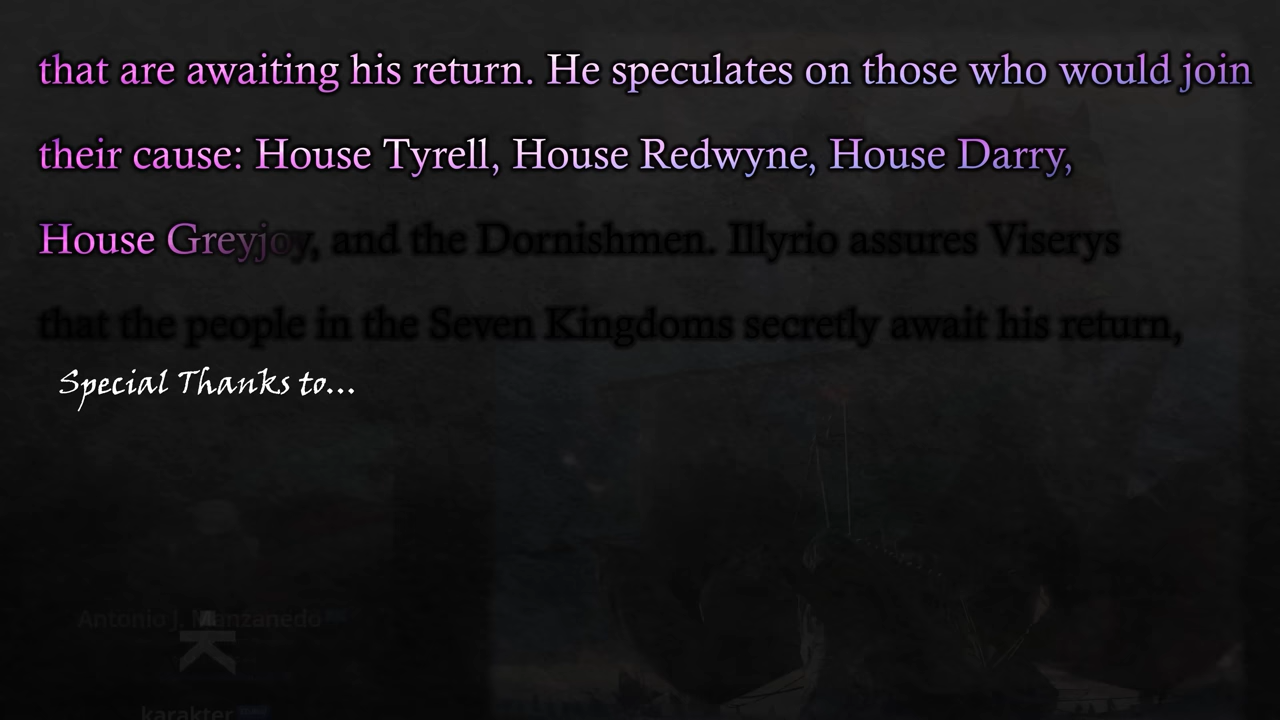 that are awaiting his return. He speculates on those who would join
their cause: House Tyrell, House Redwyne, House Darry,
House Greyjoy, and the Dornishmen. Illyrio assures Viserys
that the people in the Seven Kingdoms secretly await his return,
Special Thanks to...
Antonio J. Manzanedo
karakter